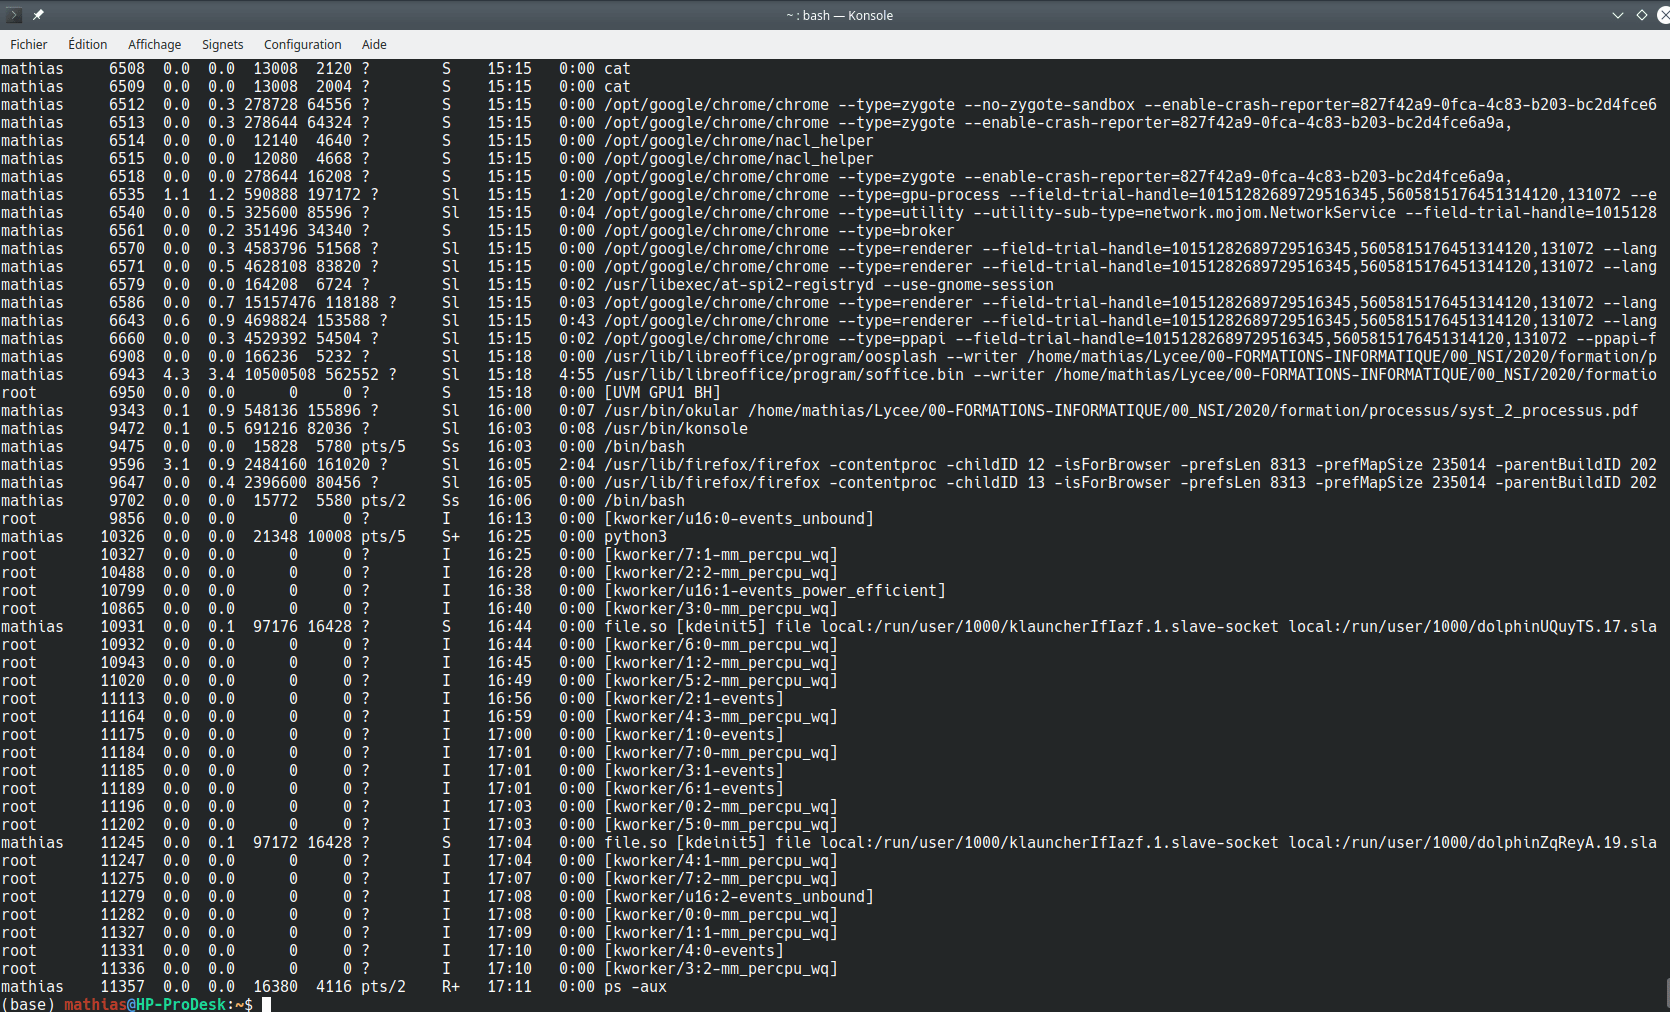 ~ : bash — Konsole
Fichier Édition Affichage Signets Configuration Aide
mathias 6508 0.0 0.0 13008 2120 ? S 15:15 0:00 cat
mathias 6509 0.0 0.0 13008 2004 ? S 15:15 0:00 cat
mathias 6512 0.0 0.3 278728 64556 ? S 15:15 0:00 /opt/google/chrome/chrome --type=zygote --no-zygote-sandbox --enable-crash-reporter=827f42a9-0fca-4c83-b203-bc2d4fce6
mathias 6513 0.0 0.3 278644 64324 ? S 15:15 0:00 /opt/google/chrome/chrome --type=zygote --enable-crash-reporter=827f42a9-0fca-4c83-b203-bc2d4fce6a9a,
mathias 6514 0.0 0.0 12140 4640 ? S 15:15 0:00 /opt/google/chrome/nacl_helper
mathias 6515 0.0 0.0 12080 4668 ? S 15:15 0:00 /opt/google/chrome/nacl_helper
mathias 6518 0.0 0.0 278644 16208 ? S 15:15 0:00 /opt/google/chrome/chrome --type=zygote --enable-crash-reporter=827f42a9-0fca-4c83-b203-bc2d4fce6a9a,
mathias 6535 1.1 1.2 590888 197172 ? Sl 15:15 1:20 /opt/google/chrome/chrome --type=gpu-process --field-trial-handle=10151282689729516345,5605815176451314120,131072 --e
mathias 6540 0.0 0.5 325600 85596 ? Sl 15:15 0:04 /opt/google/chrome/chrome --type=utility --utility-sub-type=network.mojom.NetworkService --field-trial-handle=1015128
mathias 6561 0.0 0.2 351496 34340 ? S 15:15 0:00 /opt/google/chrome/chrome --type=broker
mathias 6570 0.0 0.3 4583796 51568 ? Sl 15:15 0:00 /opt/google/chrome/chrome --type=renderer --field-trial-handle=10151282689729516345,5605815176451314120,131072 --lang
mathias 6571 0.0 0.5 4628108 83820 ? Sl 15:15 0:00 /opt/google/chrome/chrome --type=renderer --field-trial-handle=10151282689729516345,5605815176451314120,131072 --lang
mathias 6579 0.0 0.0 164208 6724 ? Sl 15:15 0:02 /usr/libexec/at-spi2-registryd --use-gnome-session
mathias 6586 0.0 0.7 15157476 118188 ? Sl 15:15 0:03 /opt/google/chrome/chrome --type=renderer --field-trial-handle=10151282689729516345,5605815176451314120,131072 --lang
mathias 6643 0.6 0.9 4698824 153588 ? Sl 15:15 0:43 /opt/google/chrome/chrome --type=renderer --field-trial-handle=10151282689729516345,5605815176451314120,131072 --lang
mathias 6660 0.0 0.3 4529392 54504 ? Sl 15:15 0:02 /opt/google/chrome/chrome --type=ppapi --field-trial-handle=10151282689729516345,5605815176451314120,131072 --ppapi-f
mathias 6908 0.0 0.0 166236 5232 ? Sl 15:18 0:00 /usr/lib/libreoffice/program/oosplash --writer /home/mathias/Lycee/00-FORMATIONS-INFORMATIQUE/00_NSI/2020/formation/p
mathias 6943 4.3 3.4 10500508 562552 ? Sl 15:18 4:55 /usr/lib/libreoffice/program/soffice.bin --writer /home/mathias/Lycee/00-FORMATIONS-INFORMATIQUE/00_NSI/2020/formatio
root 6950 0.0 0.0 0 0 ? S 15:18 0:00 [UVM GPU1 BH]
mathias 9343 0.1 0.9 548136 155896 ? Sl 16:00 0:07 /usr/bin/okular /home/mathias/Lycee/00-FORMATIONS-INFORMATIQUE/00_NSI/2020/formation/processus/syst_2_processus.pdf
mathias 9472 0.1 0.5 691216 82036 ? Sl 16:03 0:08 /usr/bin/konsole
mathias 9475 0.0 0.0 15828 5780 pts/5 Ss 16:03 0:00 /bin/bash
mathias 9596 3.1 0.9 2484160 161020 ? Sl 16:05 2:04 /usr/lib/firefox/firefox -contentproc -childID 12 -isForBrowser -prefsLen 8313 -prefMapSize 235014 -parentBuildID 202
mathias 9647 0.0 0.4 2396600 80456 ? Sl 16:05 0:00 /usr/lib/firefox/firefox -contentproc -childID 13 -isForBrowser -prefsLen 8313 -prefMapSize 235014 -parentBuildID 202
mathias 9702 0.0 0.0 15772 5580 pts/2 Ss 16:06 0:00 /bin/bash
root 9856 0.0 0.0 0 0 ? I 16:13 0:00 [kworker/u16:0-events_unbound]
mathias 10326 0.0 0.0 21348 10008 pts/5 S+ 16:25 0:00 python3
root 10327 0.0 0.0 0 0 ? I 16:25 0:00 [kworker/7:1-mm_percpu_wq]
root 10488 0.0 0.0 0 0 ? I 16:28 0:00 [kworker/2:2-mm_percpu_wq]
root 10799 0.0 0.0 0 0 ? I 16:38 0:00 [kworker/u16:1-events_power_efficient]
root 10865 0.0 0.0 0 0 ? I 16:40 0:00 [kworker/3:0-mm_percpu_wq]
mathias 10931 0.0 0.1 97176 16428 ? S 16:44 0:00 file.so [kdeinit5] file local:/run/user/1000/klauncherIfIazf.1.slave-socket local:/run/user/1000/dolphinUQuyTS.17.sla
root 10932 0.0 0.0 0 0 ? I 16:44 0:00 [kworker/6:0-mm_percpu_wq]
root 10943 0.0 0.0 0 0 ? I 16:45 0:00 [kworker/1:2-mm_percpu_wq]
root 11020 0.0 0.0 0 0 ? I 16:49 0:00 [kworker/5:2-mm_percpu_wq]
root 11113 0.0 0.0 0 0 ? I 16:56 0:00 [kworker/2:1-events]
root 11164 0.0 0.0 0 0 ? I 16:59 0:00 [kworker/4:3-mm_percpu_wq]
root 11175 0.0 0.0 0 0 ? I 17:00 0:00 [kworker/1:0-events]
root 11184 0.0 0.0 0 0 ? I 17:01 0:00 [kworker/7:0-mm_percpu_wq]
root 11185 0.0 0.0 0 0 ? I 17:01 0:00 [kworker/3:1-events]
root 11189 0.0 0.0 0 0 ? I 17:01 0:00 [kworker/6:1-events]
root 11196 0.0 0.0 0 0 ? I 17:03 0:00 [kworker/0:2-mm_percpu_wq]
root 11202 0.0 0.0 0 0 ? I 17:03 0:00 [kworker/5:0-mm_percpu_wq]
mathias 11245 0.0 0.1 97172 16428 ? S 17:04 0:00 file.so [kdeinit5] file local:/run/user/1000/klauncherIfIazf.1.slave-socket local:/run/user/1000/dolphinZqReyA.19.sla
root 11247 0.0 0.0 0 0 ? I 17:04 0:00 [kworker/4:1-mm_percpu_wq]
root 11275 0.0 0.0 0 0 ? I 17:07 0:00 [kworker/7:2-mm_percpu_wq]
root 11279 0.0 0.0 0 0 ? I 17:08 0:00 [kworker/u16:2-events_unbound]
root 11282 0.0 0.0 0 0 ? I 17:08 0:00 [kworker/0:0-mm_percpu_wq]
root 11327 0.0 0.0 0 0 ? I 17:09 0:00 [kworker/1:1-mm_percpu_wq]
root 11331 0.0 0.0 0 0 ? I 17:10 0:00 [kworker/4:0-events]
root 11336 0.0 0.0 0 0 ? I 17:10 0:00 [kworker/3:2-mm_percpu_wq]
mathias 11357 0.0 0.0 16380 4116 pts/2 R+ 17:11 0:00 ps -aux
(base) mathias@HP-ProDesk:~$